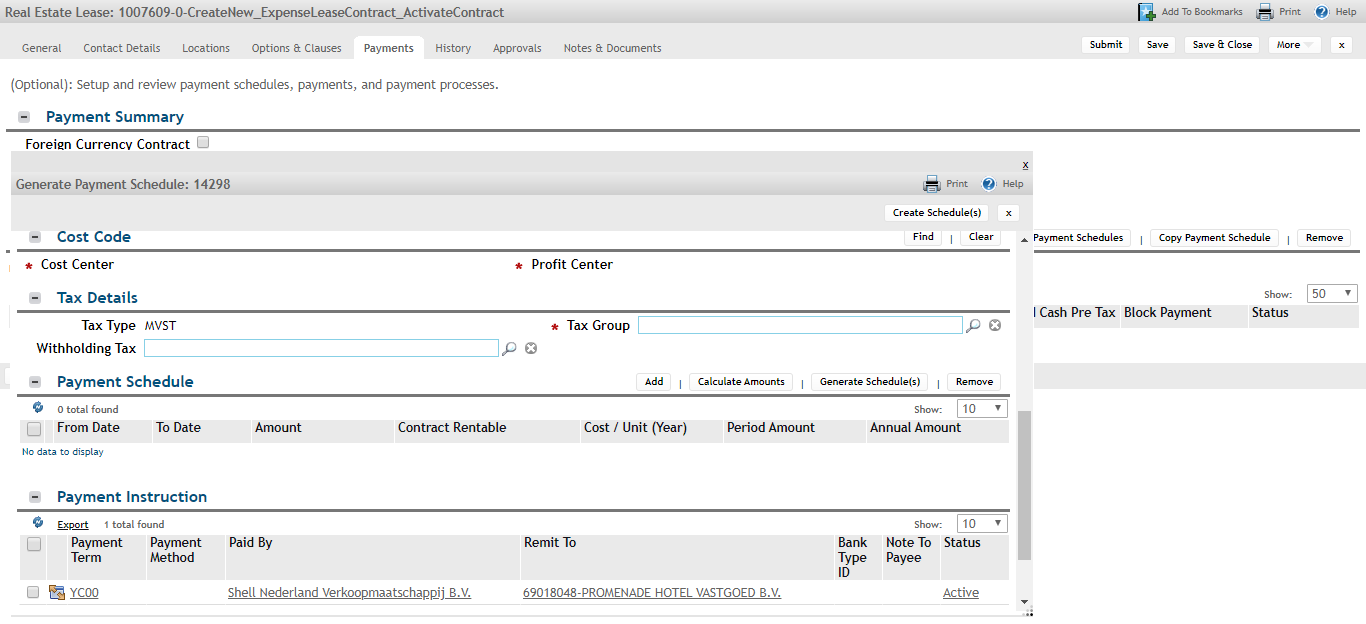 Real Estate Lease: 1007609-0-CreateNew_ExpenseLeaseContract_ActivateContract
Add To Bookmarks Print ? Help
General Contact Details Locations Options & Clauses Payments History Approvals Notes & Documents
Submit Save Save & Close More x
(Optional): Setup and review payment schedules, payments, and payment processes.
Payment Summary
Foreign Currency Contract
x
Generate Payment Schedule: 14298
Print ? Help
Create Schedule(s) x
Cost Code
Find | Clear
Payment Schedules | Copy Payment Schedule | Remove
* Cost Center * Profit Center
Show: 50
Tax Details
Cash Pre Tax Block Payment Status
Tax Type MVST * Tax Group
Withholding Tax
Payment Schedule
Add | Calculate Amounts | Generate Schedule(s) | Remove
0 total found Show: 10
From Date To Date Amount Contract Rentable Cost / Unit (Year) Period Amount Annual Amount
No data to display
Payment Instruction
Export 1 total found Show: 10
Payment Term Payment Method Paid By Remit To Bank Type ID Note To Payee Status
YC00 Shell Nederland Verkoopmaatschappij B.V. 69018048-PROMENADE HOTEL VASTGOED B.V. Active